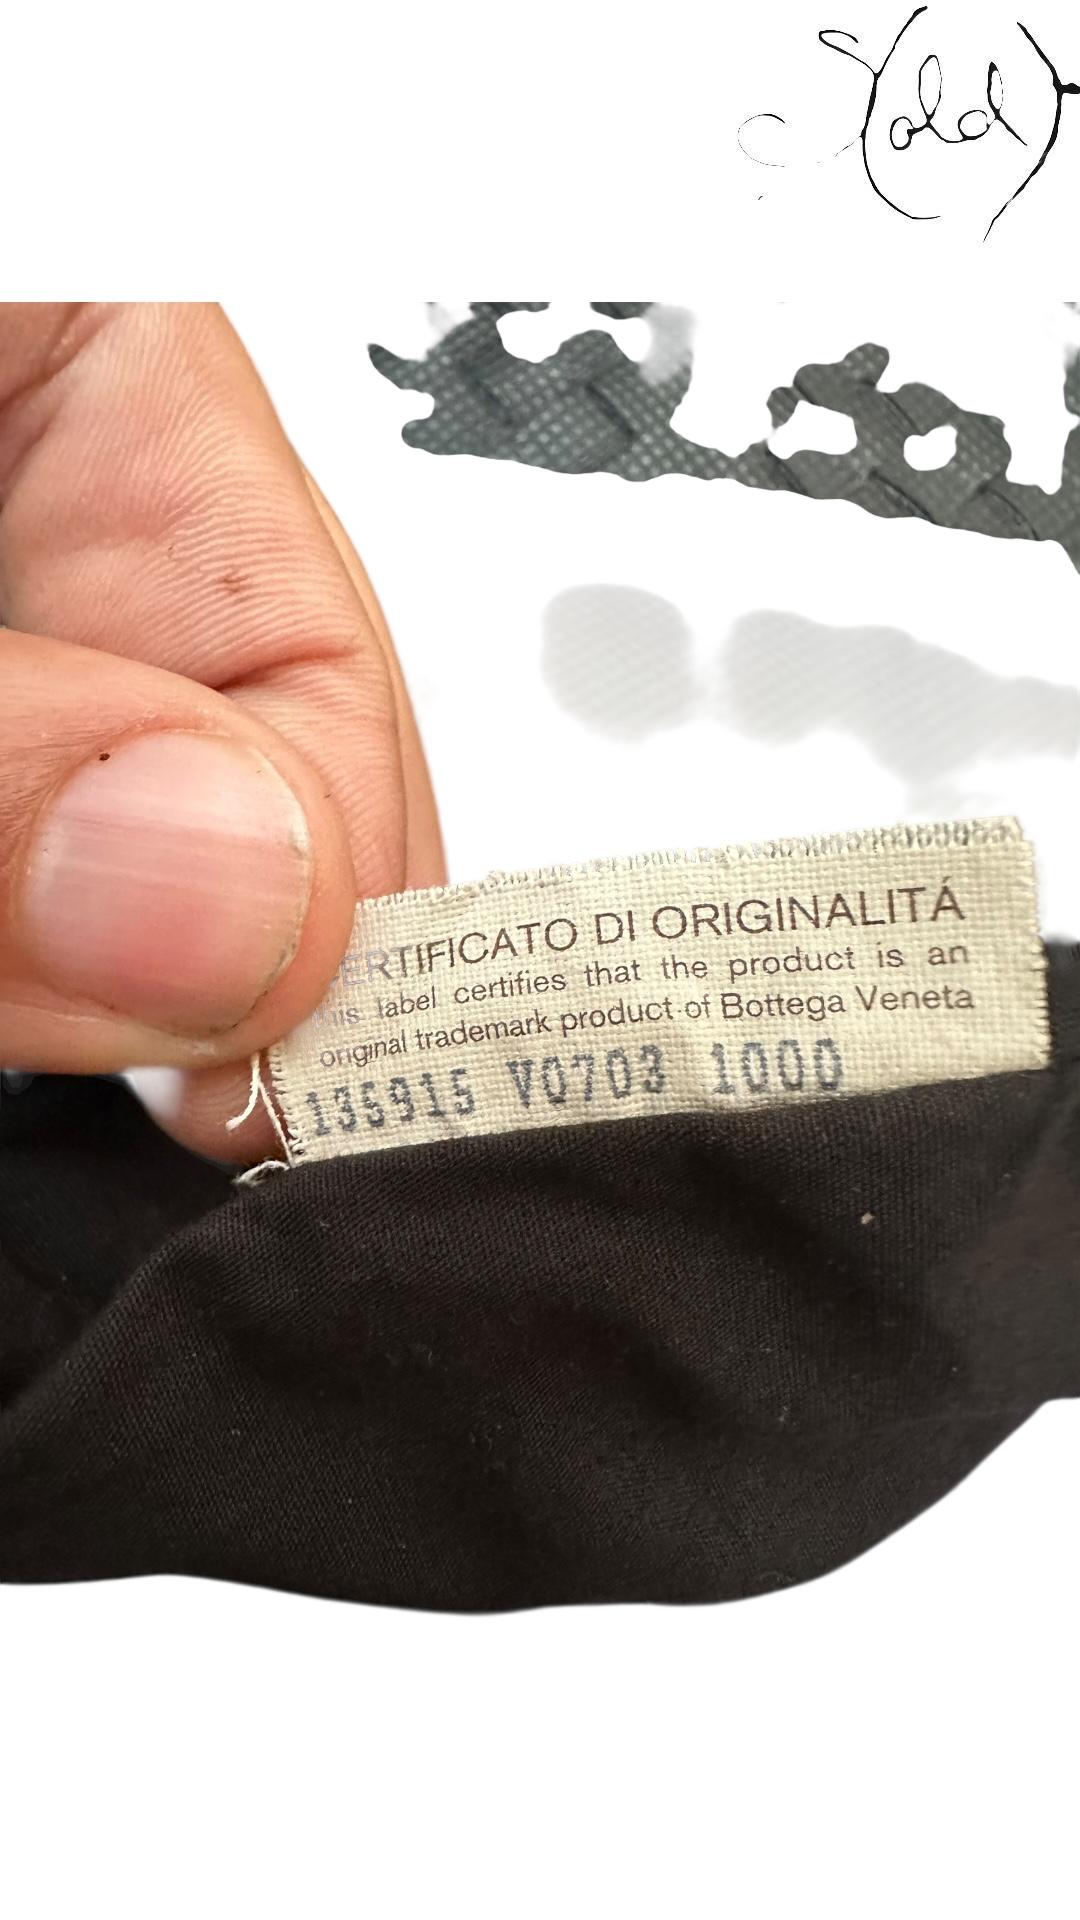 (old)
CERTIFICATO DI ORIGINALITÁ
this label certifies that the product is an
original trademark product of Bottega Veneta
135915 V0703 1000